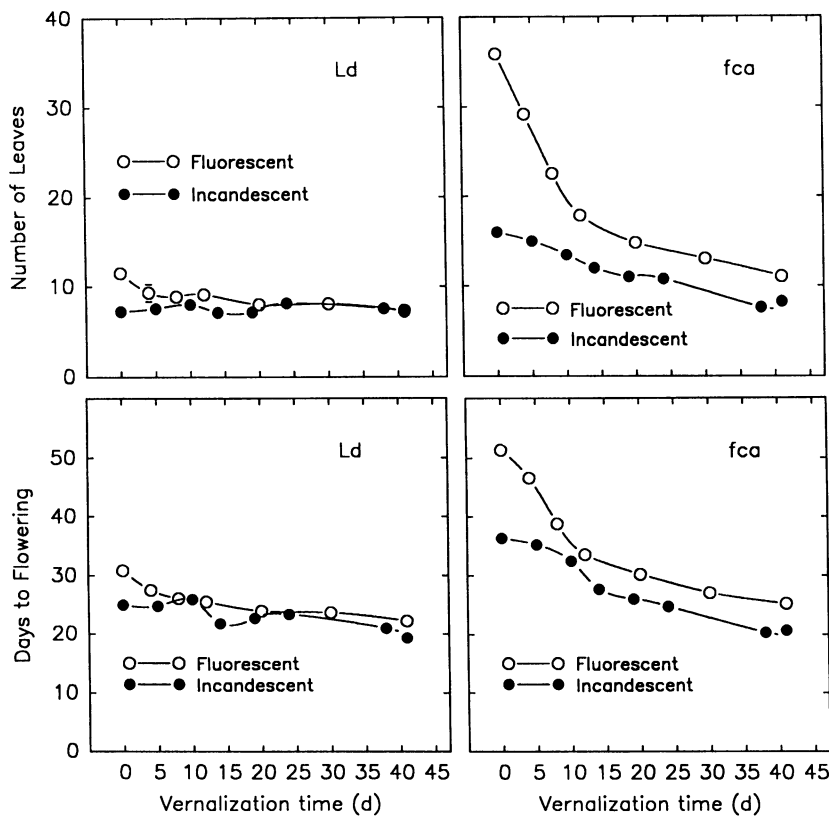 Number of Leaves
40
30
20
10
0
Ld
Fluorescent
Incandescent
fca
Fluorescent
Incandescent
Days to Flowering
50
40
30
20
10
0
Ld
Fluorescent
Incandescent
0 5 10 15 20 25 30 35 40 45
Vernalization time (d)
fca
Fluorescent
Incandescent
0 5 10 15 20 25 30 35 40 45
Vernalization time (d)